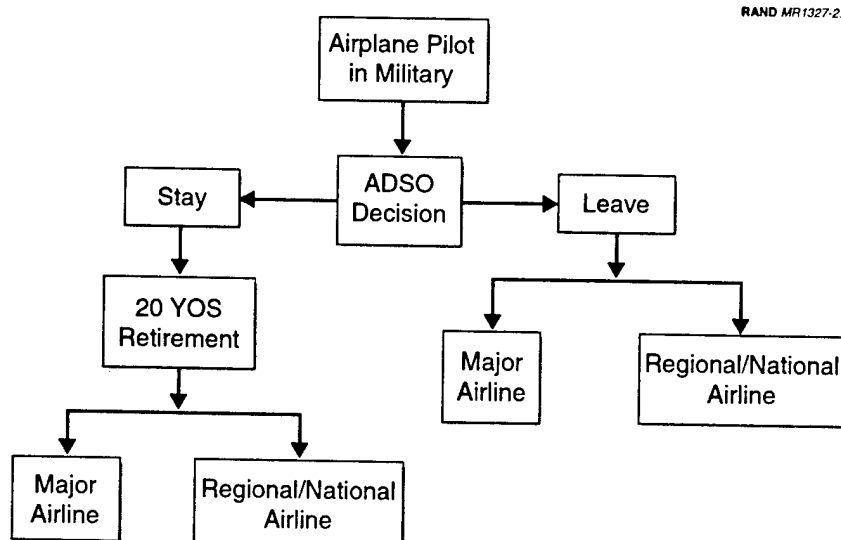 RAND MR1327-2.
Airplane Pilot
in Military
ADSO
Decision
Stay
Leave
20 YOS
Retirement
Major
Airline
Regional/National
Airline
Major
Airline
Regional/National
Airline